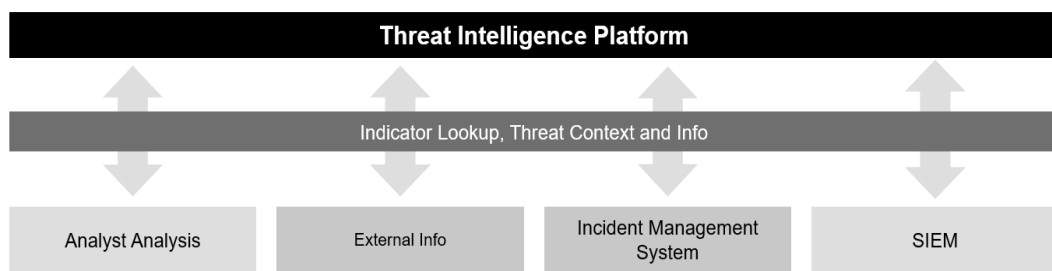 Threat Intelligence Platform
Indicator Lookup, Threat Context and Info
Analyst Analysis
External Info
Incident Management
System
SIEM